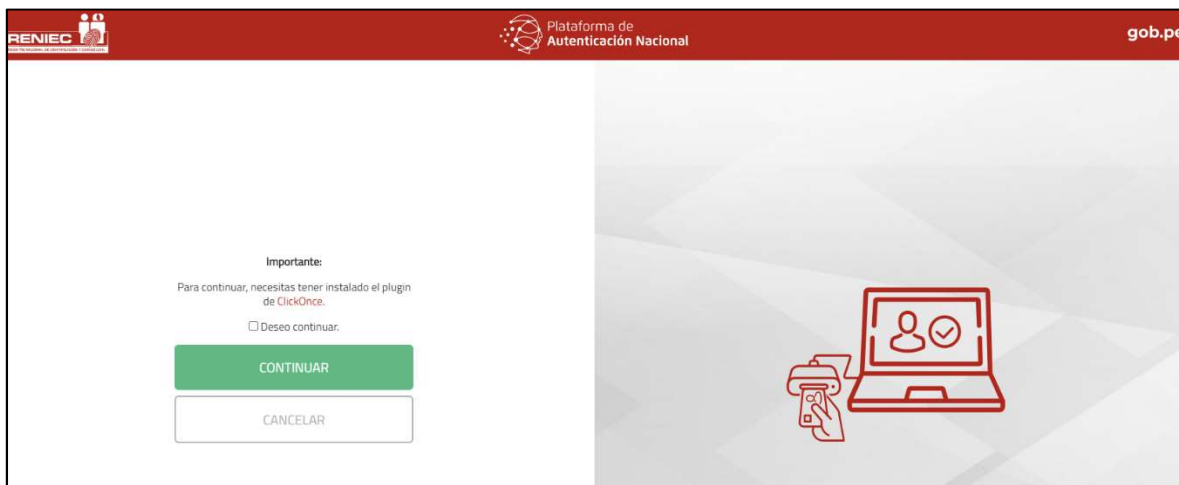 RENIEC
Plataforma de
Autenticación Nacional
gob.pe
Importante:
Para continuar, necesitas tener instalado el plugin
de ClickOnce.
Deseo continuar.
CONTINUAR
CANCELAR